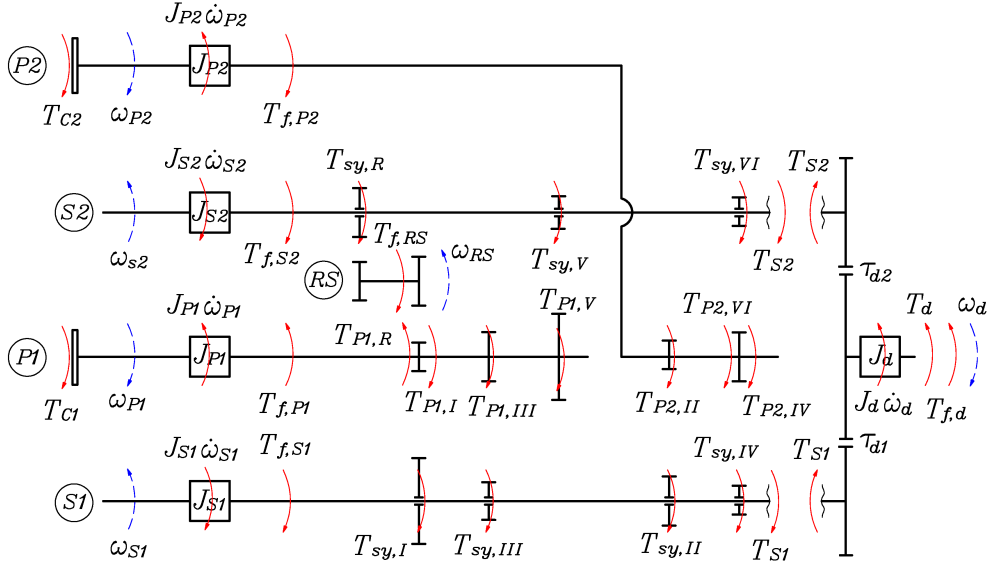 J_{P2} ω̇_{P2}
P2
J_{P2}
T_{C2}
ω_{P2}
T_{f,P2}
J_{S2} ω̇_{S2}
T_{sy,R}
T_{sy,VI}
T_{S2}
S2
J_{S2}
ω_{s2}
T_{f,S2}
T_{f,RS}
ω_{RS}
T_{sy,V}
T_{S2}
τ_{d2}
RS
J_{P1} ω̇_{P1}
T_{P1,R}
T_{P1,V}
T_{P2,VI}
T_d
ω_d
P1
J_{P1}
J_d
T_{C1}
ω_{P1}
T_{f,P1}
T_{P1,I}
T_{P1,III}
T_{P2,II}
T_{P2,IV}
J_d ω̇_d
T_{f,d}
J_{S1} ω̇_{S1}
T_{f,S1}
T_{sy,IV}
T_{S1}
τ_{d1}
S1
J_{S1}
ω_{S1}
T_{sy,I}
T_{sy,III}
T_{sy,II}
T_{S1}